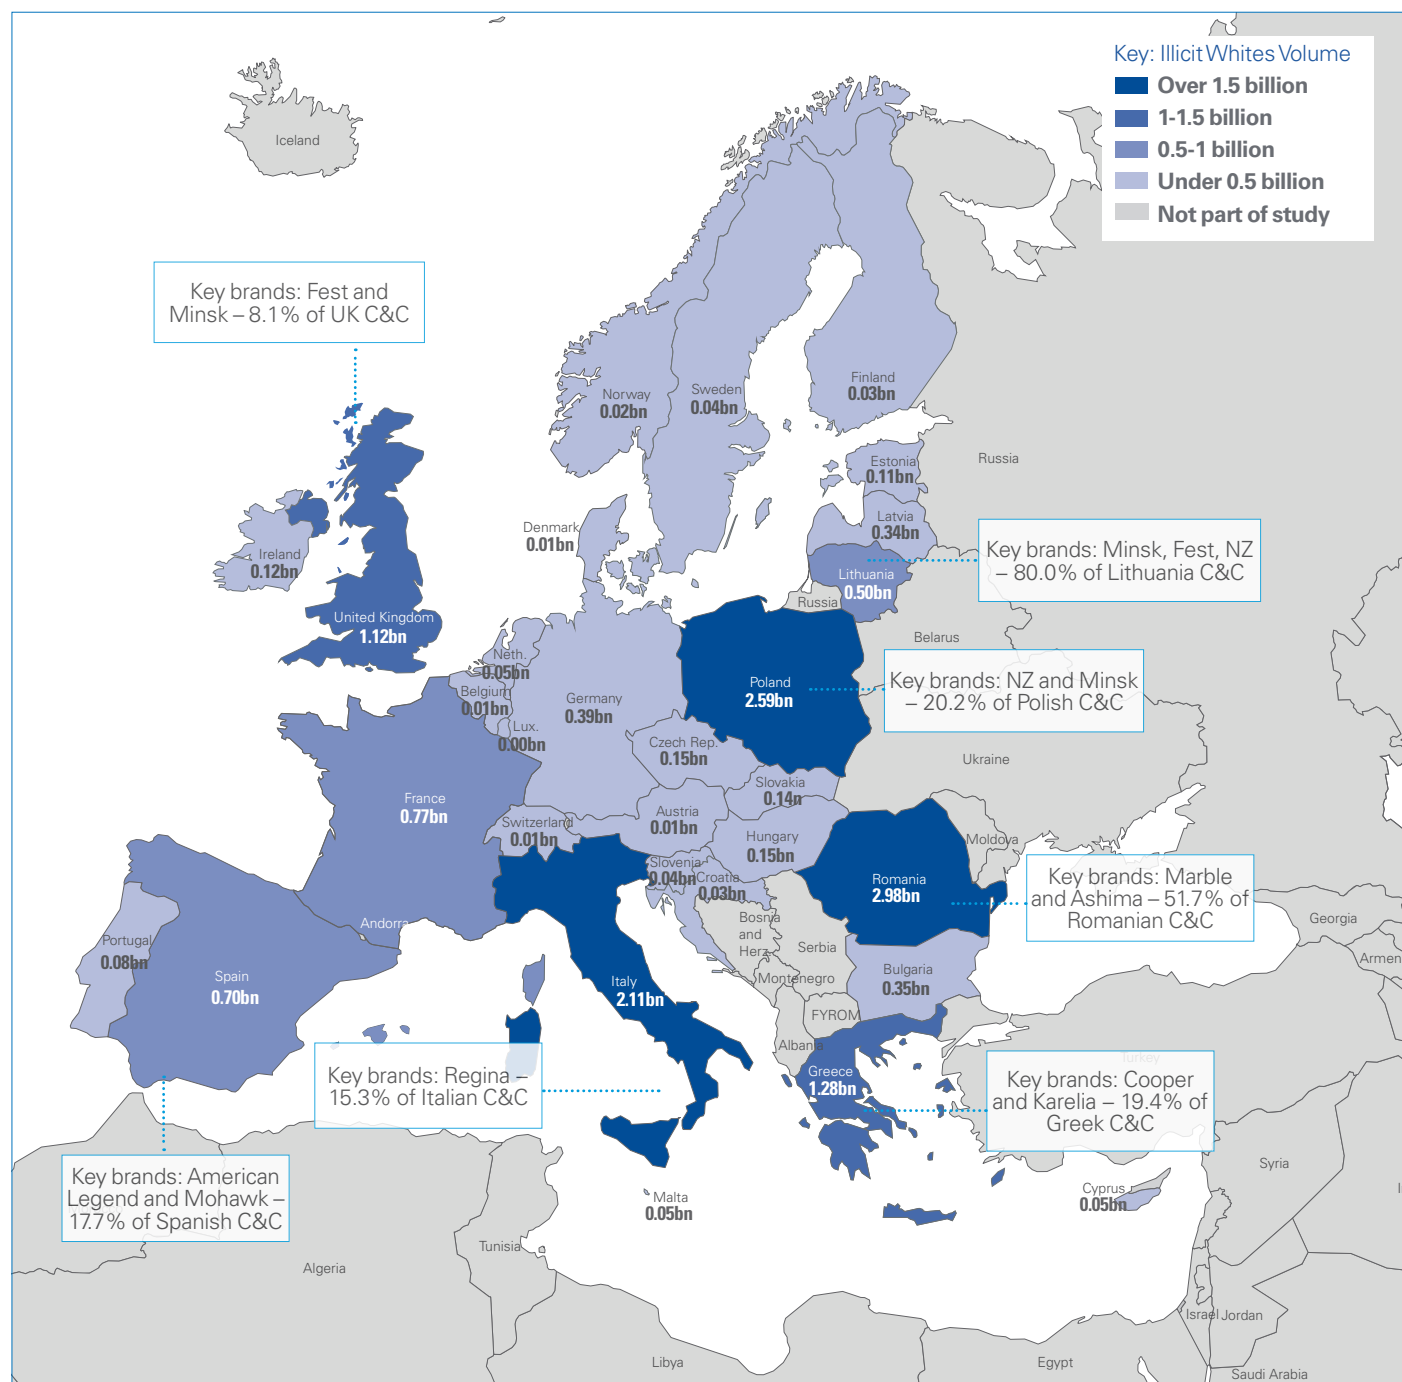 Key: Illicit Whites Volume
Over 1.5 billion
1-1.5 billion
0.5-1 billion
Under 0.5 billion
Not part of study
Iceland
Key brands: Fest and
Minsk – 8.1% of UK C&C
Norway
0.02bn
Sweden
0.04bn
Finland
0.03bn
Russia
Estonia
0.11bn
Latvia
0.34bn
Denmark
0.01bn
Ireland
0.12bn
Key brands: Minsk, Fest, NZ
– 80.0% of Lithuania C&C
Lithuania
0.50bn
Russia
United Kingdom
1.12bn
Belarus
Neth.
0.05bn
Belgium
0.01bn
Lux.
0.00bn
Germany
0.39bn
Poland
2.59bn
Key brands: NZ and Minsk
– 20.2% of Polish C&C
Czech Rep.
0.15bn
Ukraine
Slovakia
0.14n
France
0.77bn
Switzerland
0.01bn
Austria
0.01bn
Hungary
0.15bn
Moldova
Slovenia
0.04bn
Croatia
0.03bn
Romania
2.98bn
Key brands: Marble
and Ashima – 51.7% of
Romanian C&C
Andorra
Bosnia
and
Herz.
Serbia
Georgia
Portugal
0.08bn
Spain
0.70bn
Italy
2.11bn
Montenegro
Bulgaria
0.35bn
Armen
FYROM
Albania
Turkey
Key brands: Regina –
15.3% of Italian C&C
Greece
1.28bn
Key brands: Cooper
and Karelia – 19.4% of
Greek C&C
Key brands: American
Legend and Mohawk –
17.7% of Spanish C&C
Malta
0.05bn
Cyprus
0.05bn
Syria
I
Tunisia
Algeria
Israel
Jordan
Libya
Egypt
Saudi Arabia